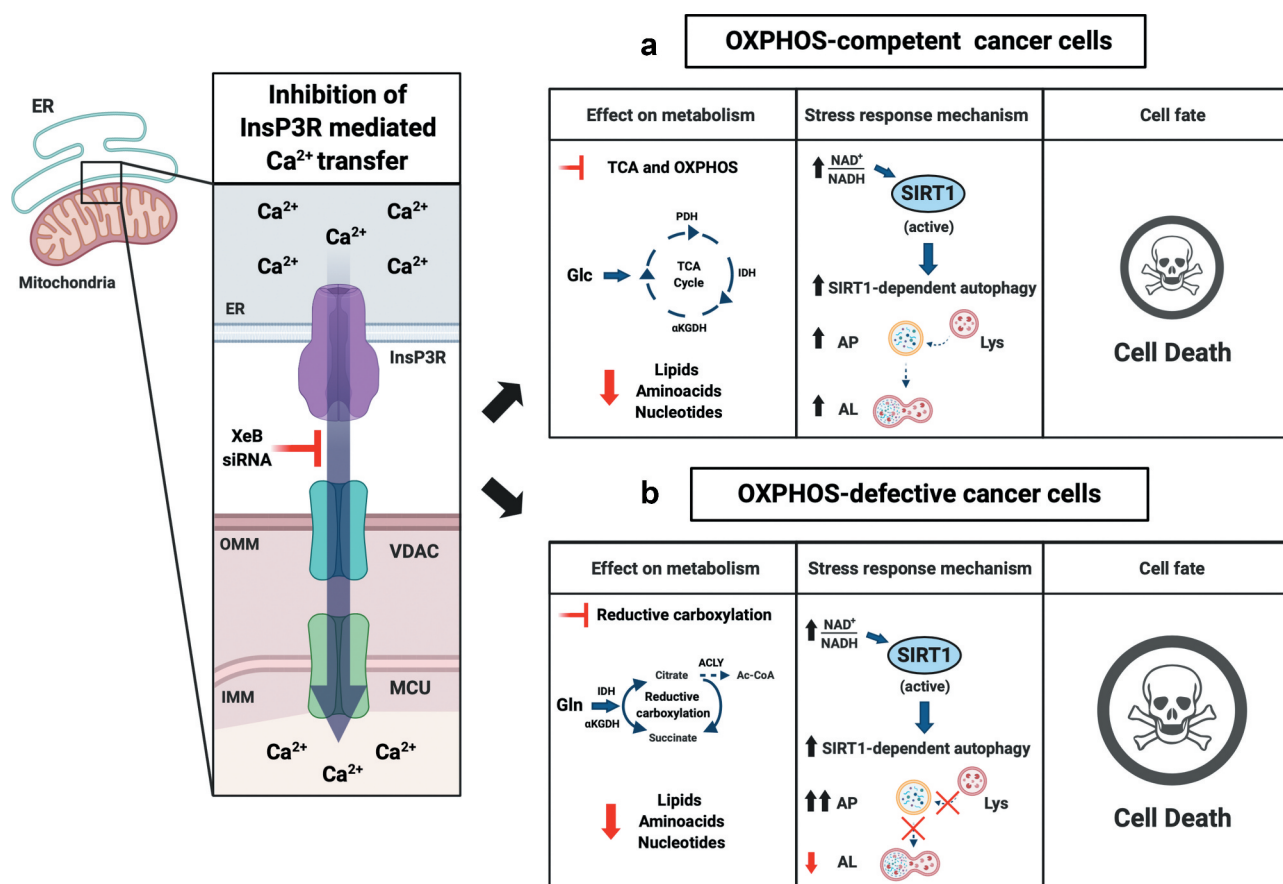 ER
Mitochondria
Inhibition of
InsP3R mediated
Ca²⁺ transfer
Ca²⁺
Ca²⁺
Ca²⁺
Ca²⁺
Ca²⁺
ER
InsP3R
XeB
siRNA
OMM
VDAC
IMM
MCU
Ca²⁺
Ca²⁺
Ca²⁺
a
OXPHOS-competent cancer cells
Effect on metabolism
Stress response mechanism
Cell fate
TCA and OXPHOS
PDH
Glc
TCA
Cycle
IDH
αKGDH
Lipids
Aminoacids
Nucleotides
NAD⁺
NADH
SIRT1
(active)
SIRT1-dependent autophagy
AP
Lys
AL
Cell Death
b
OXPHOS-defective cancer cells
Effect on metabolism
Stress response mechanism
Cell fate
Reductive carboxylation
ACLY
Citrate
Ac-CoA
IDH
Gln
αKGDH
Reductive
carboxylation
Succinate
Lipids
Aminoacids
Nucleotides
NAD⁺
NADH
SIRT1
(active)
SIRT1-dependent autophagy
AP
Lys
AL
Cell Death